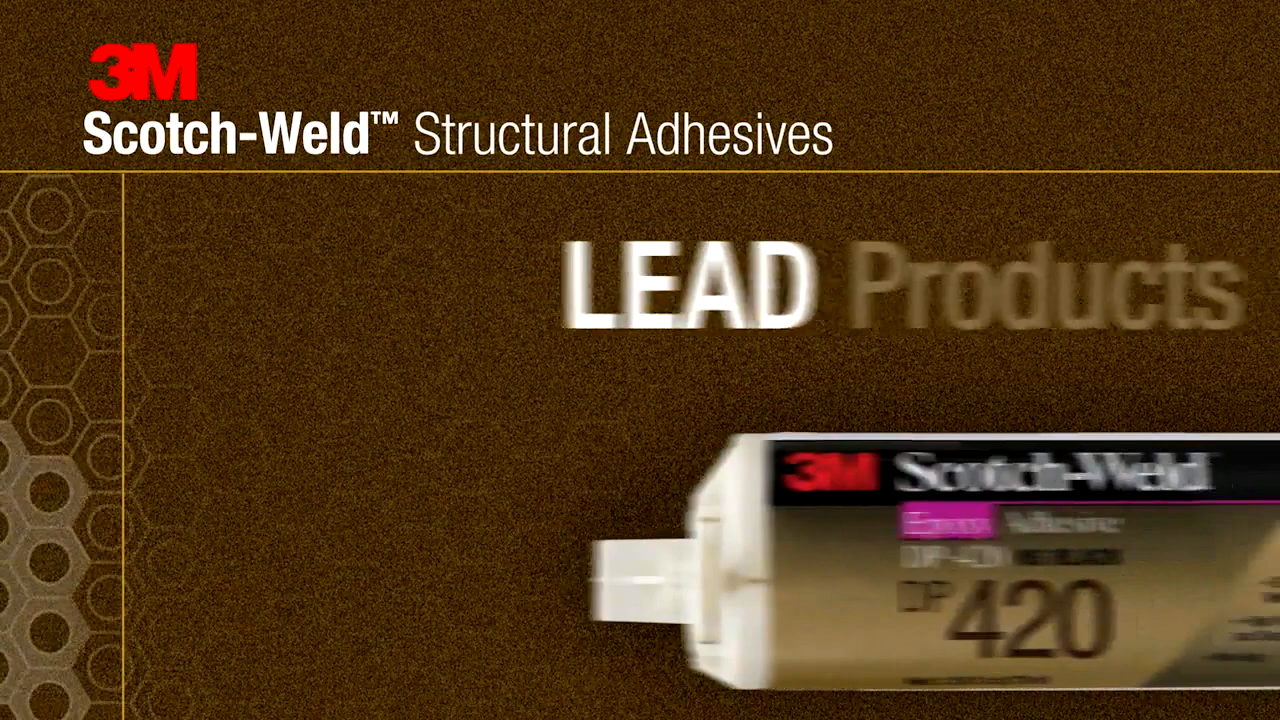 3M
Scotch-Weld™ Structural Adhesives
LEAD Products
3M Scotch-Weld
Epoxy Adhesive
DP420